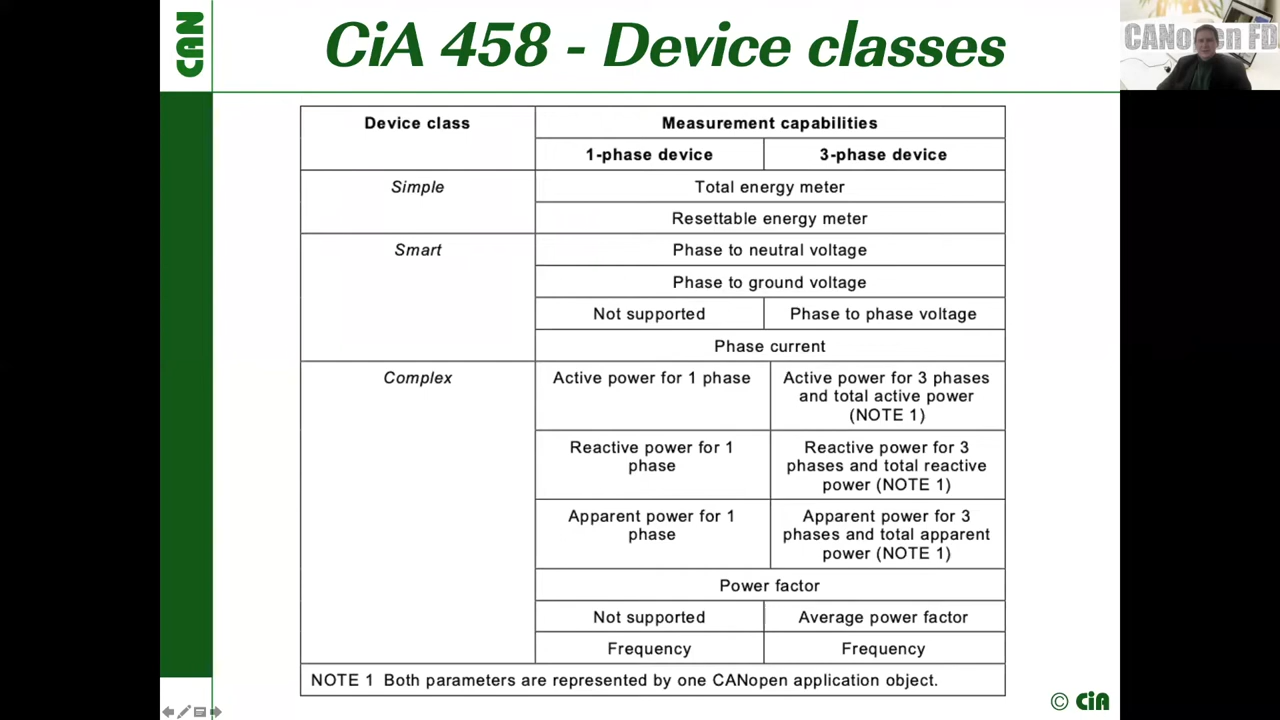 CAN
CiA 458 - Device classes
CANopen FD
Device class
Measurement capabilities
1-phase device
3-phase device
Simple
Total energy meter
Resettable energy meter
Smart
Phase to neutral voltage
Phase to ground voltage
Not supported
Phase to phase voltage
Phase current
Complex
Active power for 1 phase
Active power for 3 phases
and total active power
(NOTE 1)
Reactive power for 1
phase
Reactive power for 3
phases and total reactive
power (NOTE 1)
Apparent power for 1
phase
Apparent power for 3
phases and total apparent
power (NOTE 1)
Power factor
Not supported
Average power factor
Frequency
Frequency
NOTE 1 Both parameters are represented by one CANopen application object.
© CiA